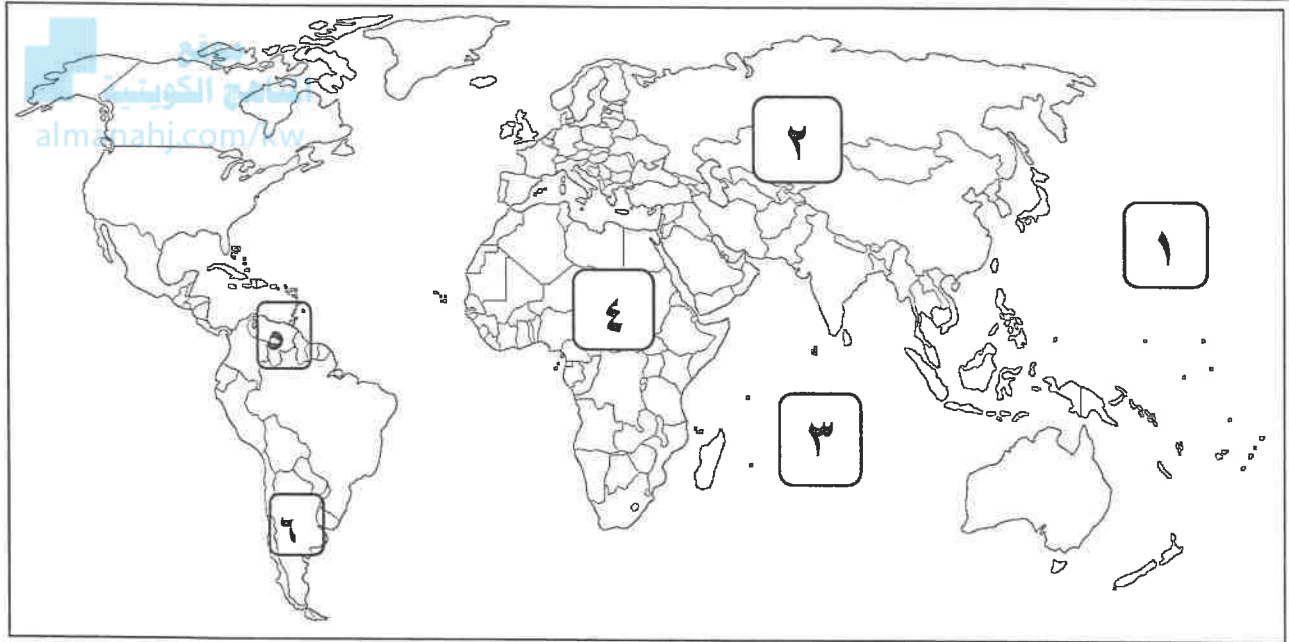 موقع
المناهج الكويتية
almanahj.com/kw
٢
١
٤
٥
٣
٦